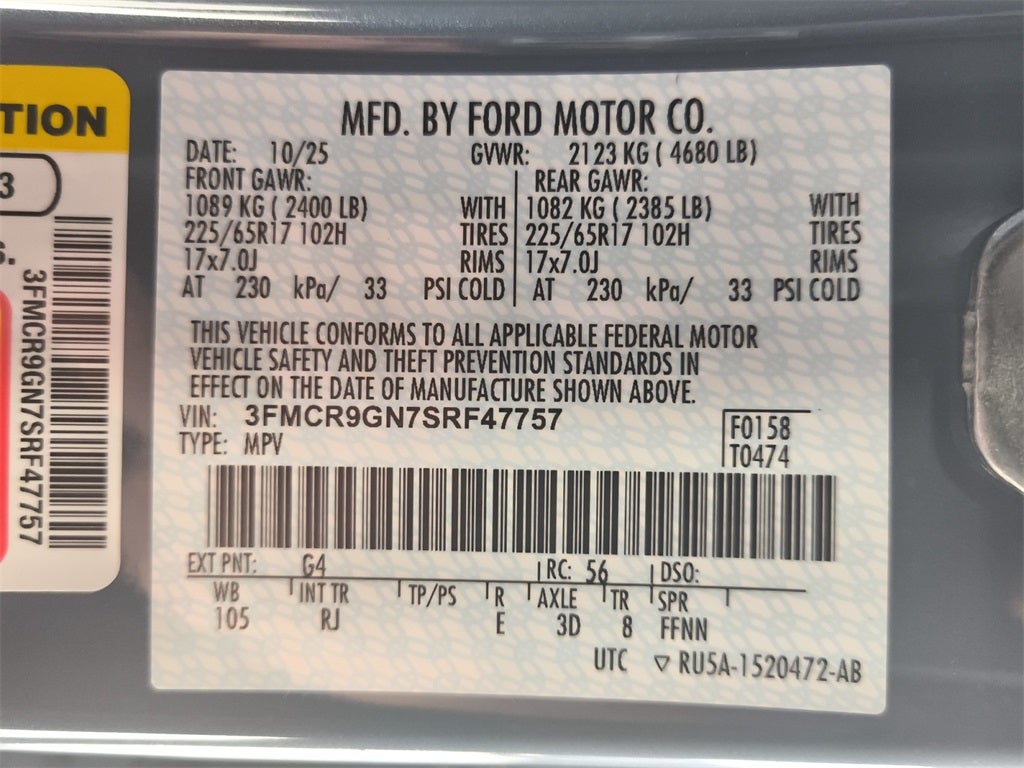 TION
3
S.
3FMCR9GN7SRF47757
MFD. BY FORD MOTOR CO.
DATE: 10/25 GVWR: 2123 KG ( 4680 LB)
FRONT GAWR: REAR GAWR:
1089 KG ( 2400 LB) WITH 1082 KG ( 2385 LB) WITH
225/65R17 102H TIRES 225/65R17 102H TIRES
17x7.0J RIMS 17x7.0J RIMS
AT 230 kPa/ 33 PSI COLD AT 230 kPa/ 33 PSI COLD
THIS VEHICLE CONFORMS TO ALL APPLICABLE FEDERAL MOTOR
VEHICLE SAFETY AND THEFT PREVENTION STANDARDS IN
EFFECT ON THE DATE OF MANUFACTURE SHOWN ABOVE.
VIN: 3FMCR9GN7SRF47757 F0158
TYPE: MPV T0474
EXT PNT: G4 RC: 56 DSO:
WB INT TR TP/PS R AXLE TR SPR
105 RJ E 3D 8 FFNN
UTC ▽ RU5A-1520472-AB